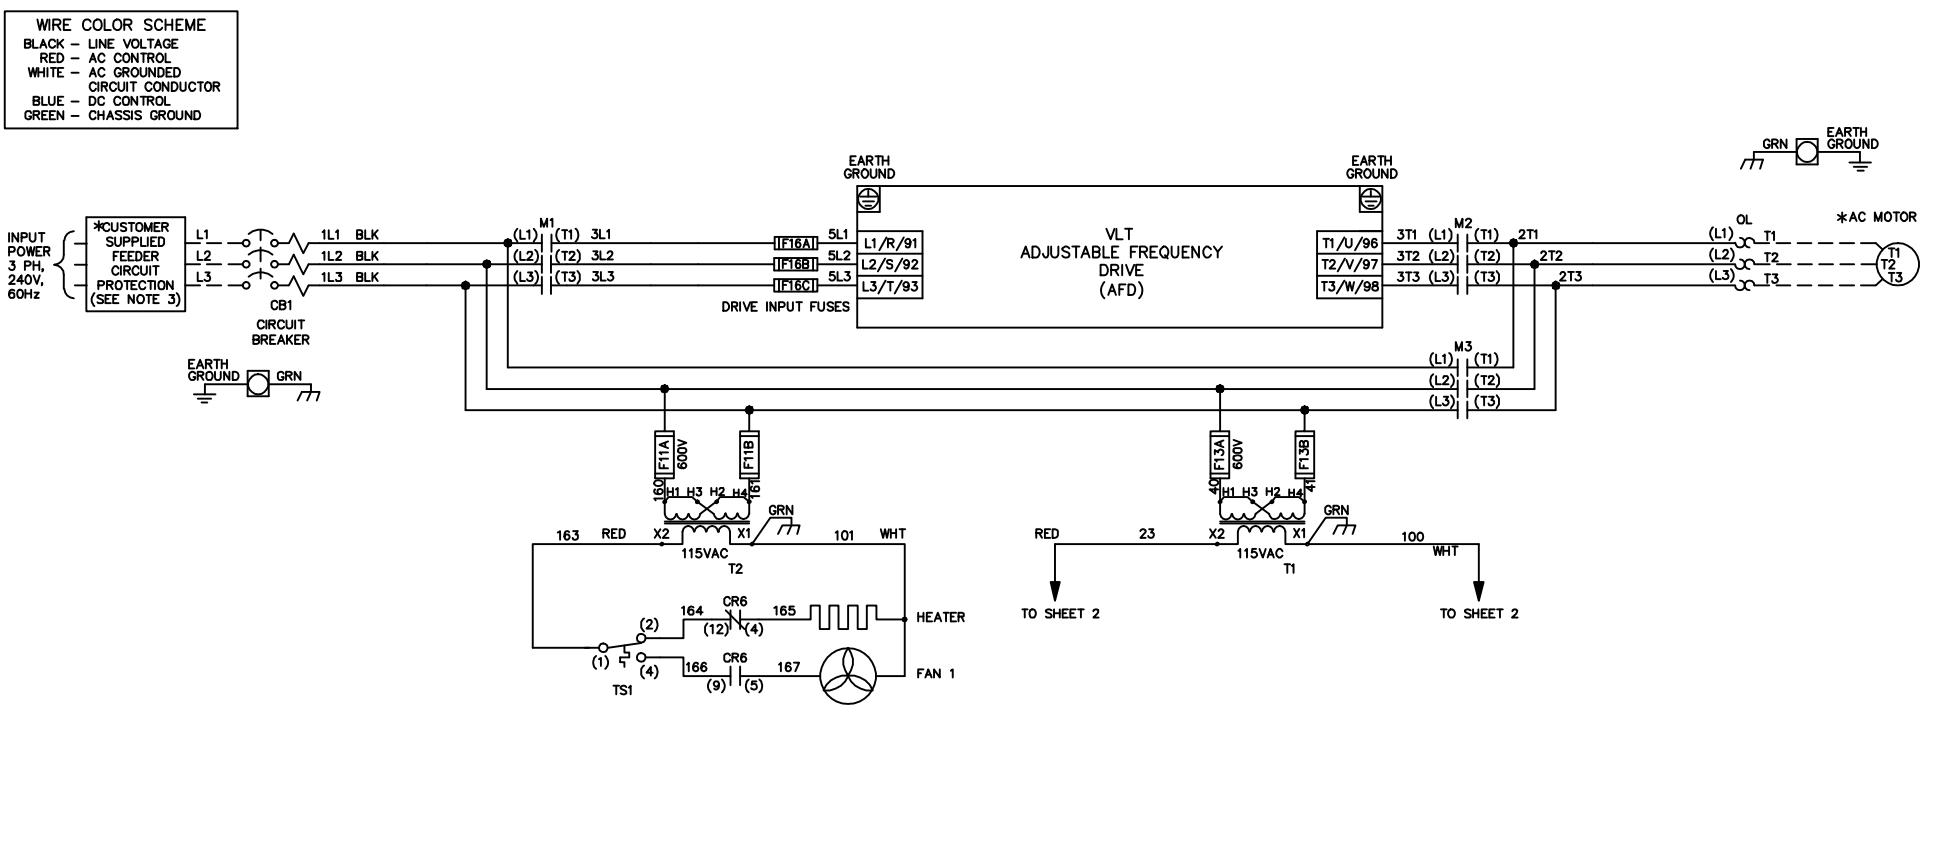 WIRE COLOR SCHEME
BLACK – LINE VOLTAGE
RED – AC CONTROL
WHITE – AC GROUNDED
CIRCUIT CONDUCTOR
BLUE – DC CONTROL
GREEN – CHASSIS GROUND
GRN
EARTH
GROUND
EARTH
GROUND
EARTH
GROUND
INPUT
POWER
3 PH,
240V,
60Hz
*CUSTOMER
SUPPLIED
FEEDER
CIRCUIT
PROTECTION
(SEE NOTE 3)
L1
L2
L3
CB1
CIRCUIT
BREAKER
1L1 BLK
1L2 BLK
1L3 BLK
M1
(L1) (T1) 3L1
(L2) (T2) 3L2
(L3) (T3) 3L3
F16A
F16B
F16C
DRIVE INPUT FUSES
5L1
5L2
5L3
L1/R/91
L2/S/92
L3/T/93
VLT
ADJUSTABLE FREQUENCY
DRIVE
(AFD)
T1/U/96
T2/V/97
T3/W/98
3T1
3T2
3T3
M2
(L1) (T1) 2T1
(L2) (T2) 2T2
(L3) (T3) 2T3
OL
(L1) T1
(L2) T2
(L3) T3
*AC MOTOR
T1
T2
T3
EARTH
GROUND
GRN
M3
(L1) (T1)
(L2) (T2)
(L3) (T3)
F11A
600V
F11B
160
161
H1 H3 H2 H4
GRN
163 RED X2 X1 101 WHT
115VAC
T2
F13A
600V
F13B
40
41
H1 H3 H2 H4
GRN
RED 23 X2 X1 100
WHT
115VAC
T1
TO SHEET 2
TO SHEET 2
164 CR6 165
(12) (4)
HEATER
(2)
(1)
(4)
TS1
166 CR6 167
(9) (5)
FAN 1